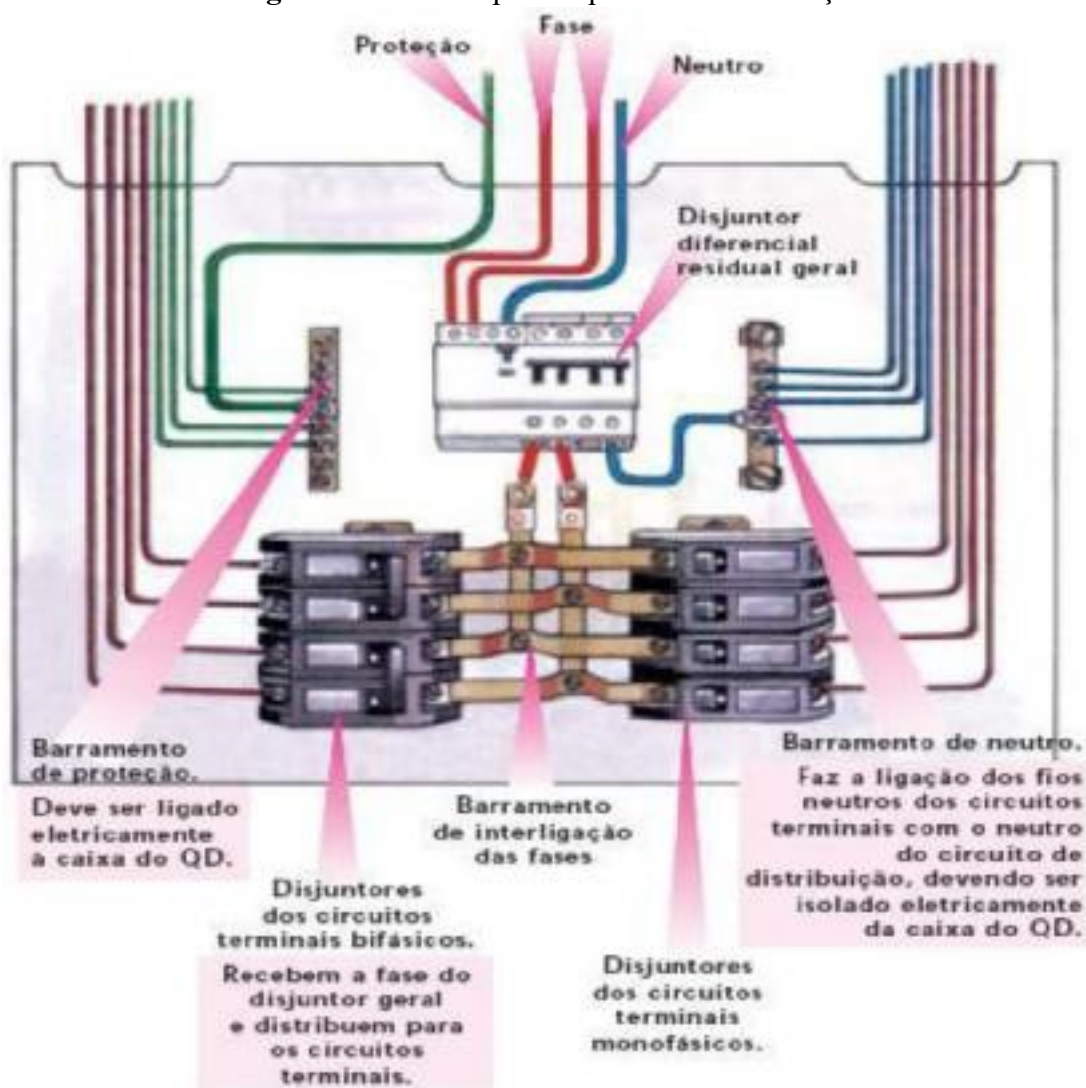 Fase
Proteção
Neutro
Disjuntor
diferencial
residual geral
Barramento
de proteção.
Deve ser ligado
eletricamente
à caixa do QD.
Disjuntores
dos circuitos
terminais bifásicos.
Recebem a fase do
disjuntor geral
e distribuem para
os circuitos
terminais.
Barramento
de interligação
das fases
Disjuntores
dos circuitos
terminais
monofásicos.
Barramento de neutro.
Faz a ligação dos fios
neutros dos circuitos
terminais com o neutro
do circuito de
distribuição, devendo ser
isolado eletricamente
da caixa do QD.